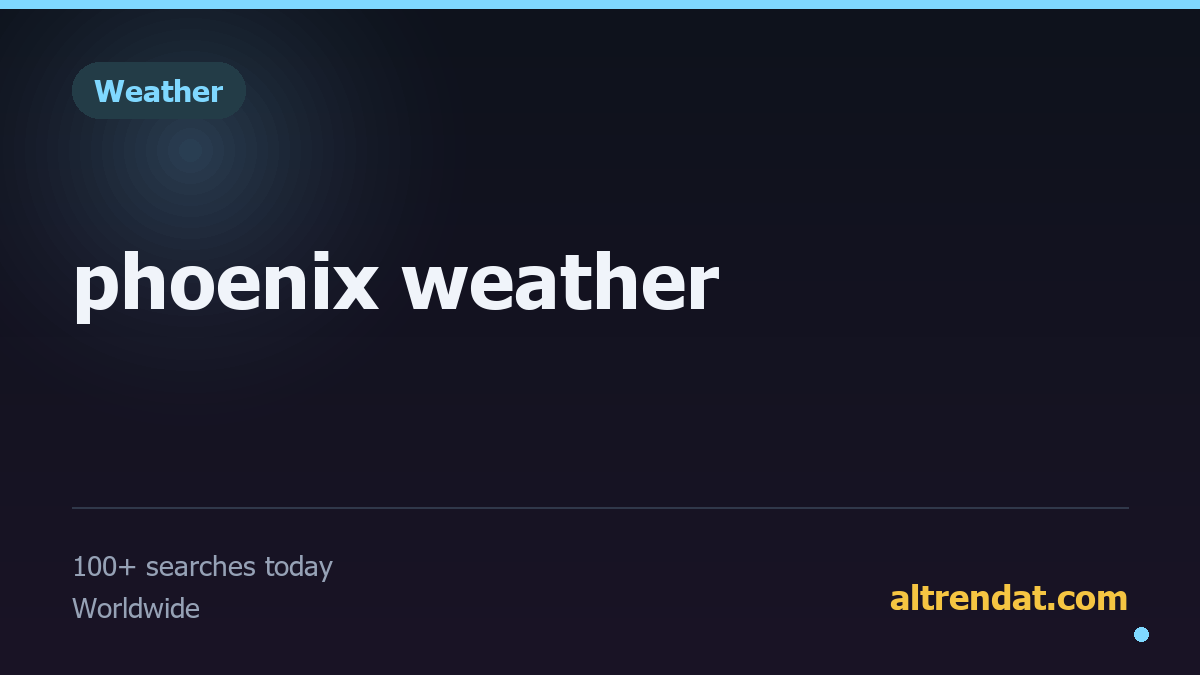 Weather
phoenix weather
100+ searches today
Worldwide
altrendat.com